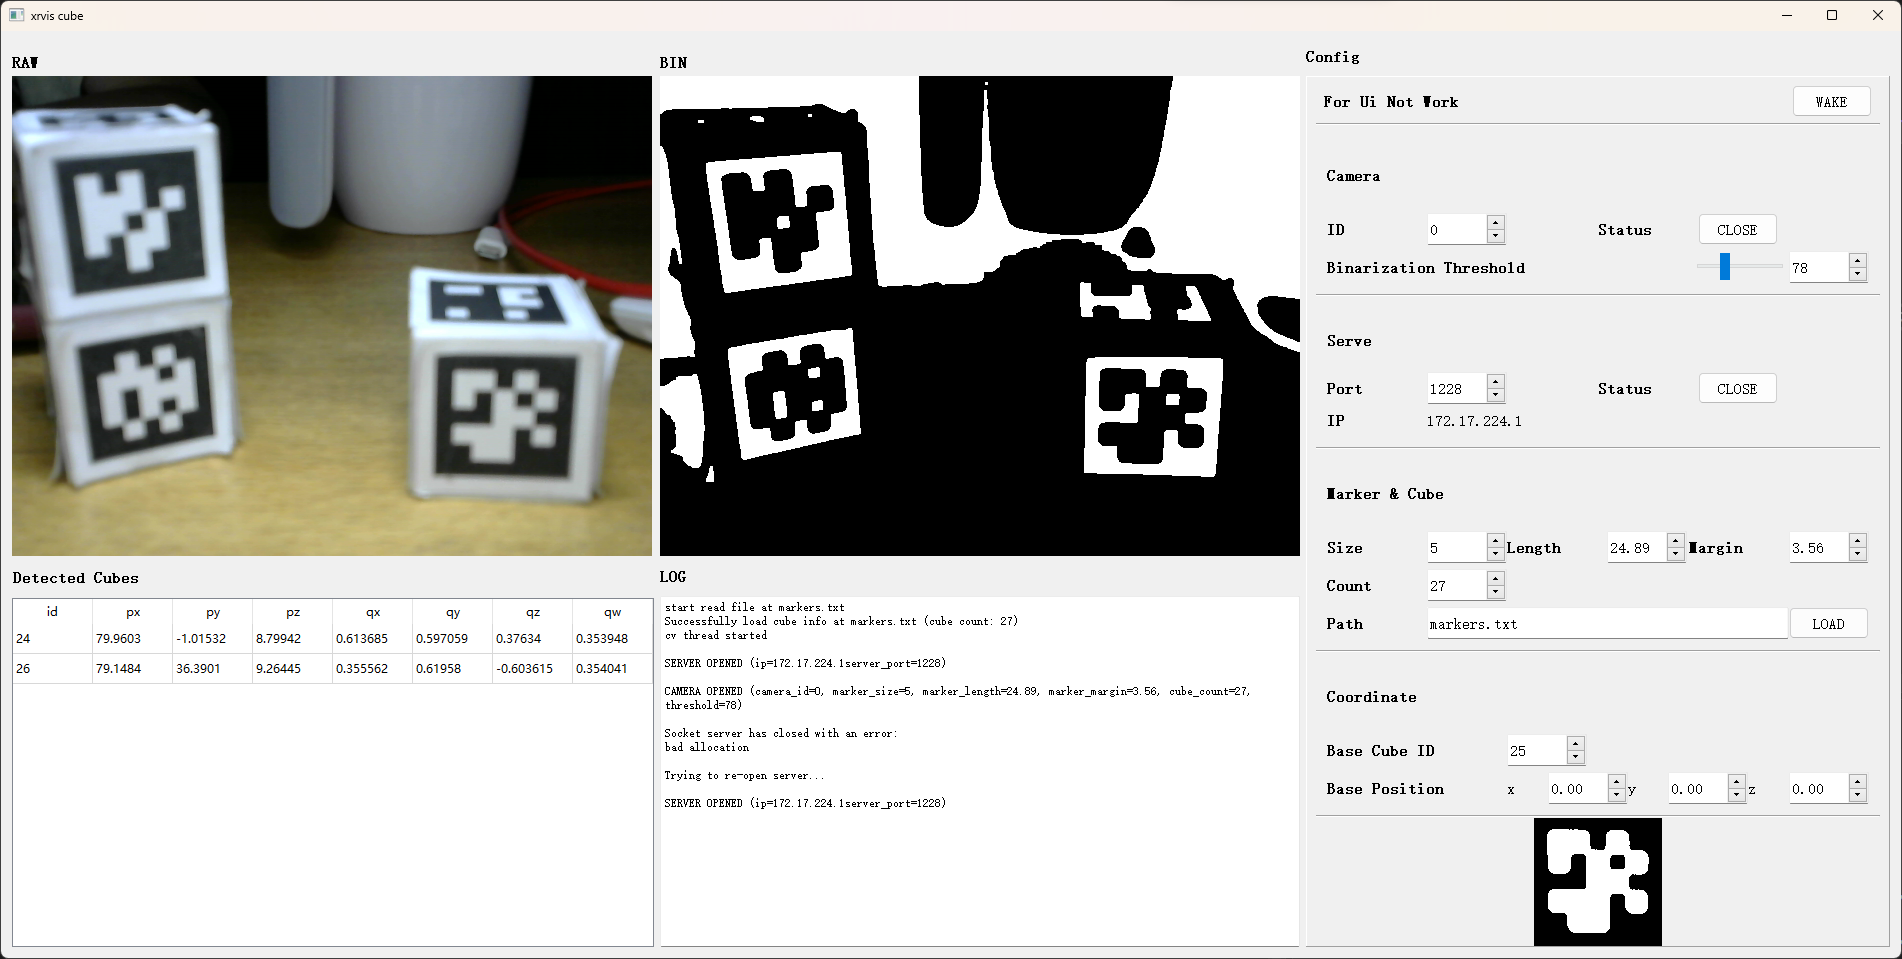 xrvis cube
RAW
BIN
Config
For Ui Not Work
WAKE
Camera
ID
0
Status
CLOSE
Binarization Threshold
78
Serve
Port
1228
Status
CLOSE
IP
172.17.224.1
Marker & Cube
Size
5
Length
24.89
Margin
3.56
Count
27
Path
markers.txt
LOAD
Coordinate
Base Cube ID
25
Base Position
x
0.00
y
0.00
z
0.00
Detected Cubes
id px py pz qx qy qz qw
24 79.9603 -1.01532 8.79942 0.613685 0.597059 0.37634 0.353948
26 79.1484 36.3901 9.26445 0.355562 0.61958 -0.603615 0.354041
LOG
start read file at markers.txt
Successfully load cube info at markers.txt (cube count: 27)
cv thread started
SERVER OPENED (ip=172.17.224.1server_port=1228)
CAMERA OPENED (camera_id=0, marker_size=5, marker_length=24.89, marker_margin=3.56, cube_count=27,
threshold=78)
Socket server has closed with an error:
bad allocation
Trying to re-open server...
SERVER OPENED (ip=172.17.224.1server_port=1228)